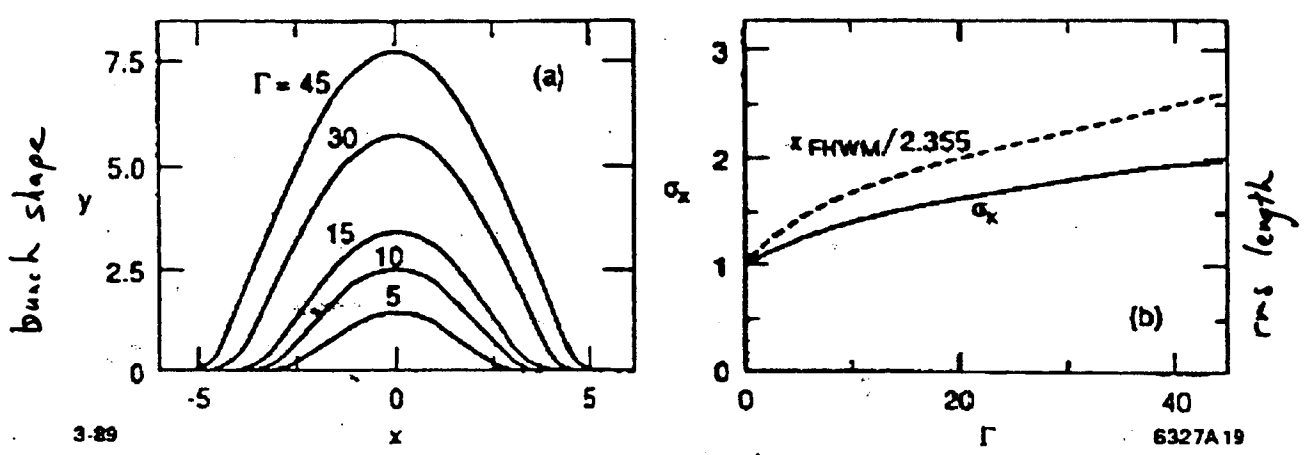 bunch shape
7.5
5.0
2.5
0
y
Γ = 45
30
15
10
5
(a)
-5
0
5
x
3-89
3
2
1
0
σx
x FHWM/2.355
σx
(b)
0
20
40
Γ
6327A19
rms length